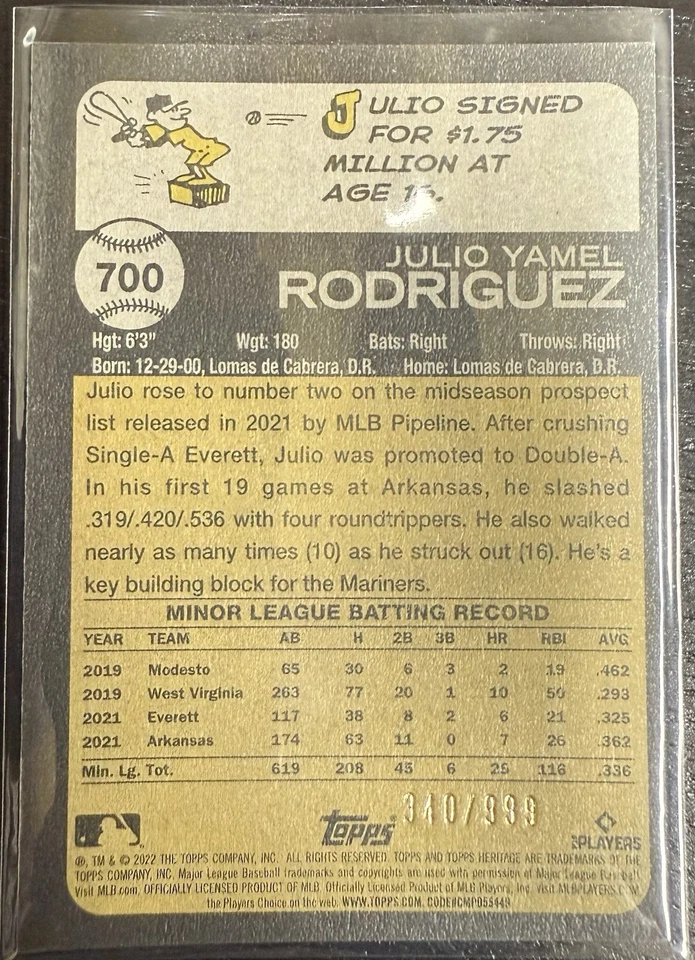 JULIO SIGNED
FOR $1.75
MILLION AT
AGE 16.
700
JULIO YAMEL
RODRIGUEZ
Hgt: 6'3" Wgt: 180 Bats: Right Throws: Right
Born: 12-29-00, Lomas de Cabrera, D.R. Home: Lomas de Cabrera, D.R.
Julio rose to number two on the midseason prospect
list released in 2021 by MLB Pipeline. After crushing
Single-A Everett, Julio was promoted to Double-A.
In his first 19 games at Arkansas, he slashed
.319/.420/.536 with four roundtrippers. He also walked
nearly as many times (10) as he struck out (16). He's a
key building block for the Mariners.
MINOR LEAGUE BATTING RECORD
YEAR TEAM AB H 2B 3B HR RBI AVG
2019 Modesto 65 30 6 3 2 19 .462
2019 West Virginia 263 77 20 1 10 50 .293
2021 Everett 117 38 8 2 6 21 .325
2021 Arkansas 174 63 11 0 7 26 .362
Min. Lg. Tot. 619 208 45 6 25 116 .336
topps 340/999
PLAYERS
®, TM & © 2022 THE TOPPS COMPANY, INC. ALL RIGHTS RESERVED. TOPPS AND TOPPS HERITAGE ARE TRADEMARKS OF THE
TOPPS COMPANY, INC. Major League Baseball trademarks and copyrights are used with permission of Major League Baseball.
Visit MLB.com. OFFICIALLY LICENSED PRODUCT OF MLB. Officially Licensed Product of MLB Players, Inc. Visit MLBPLAYERS.COM
the Players Choice on the web. WWW.TOPPS.COM. CODE#CMP055449